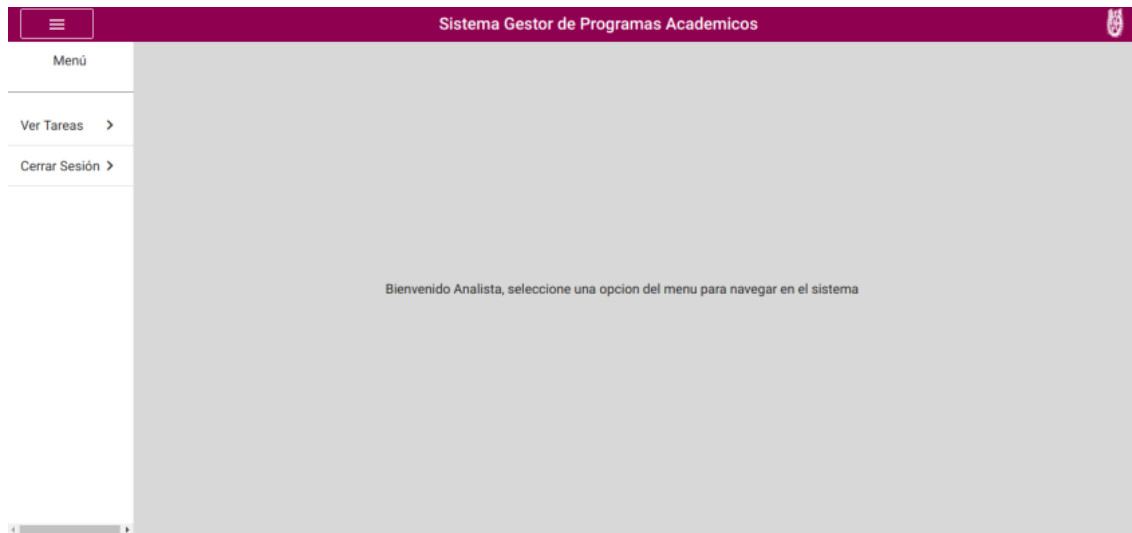 Sistema Gestor de Programas Academicos
Menú
Ver Tareas
Cerrar Sesión
Bienvenido Analista, seleccione una opcion del menu para navegar en el sistema